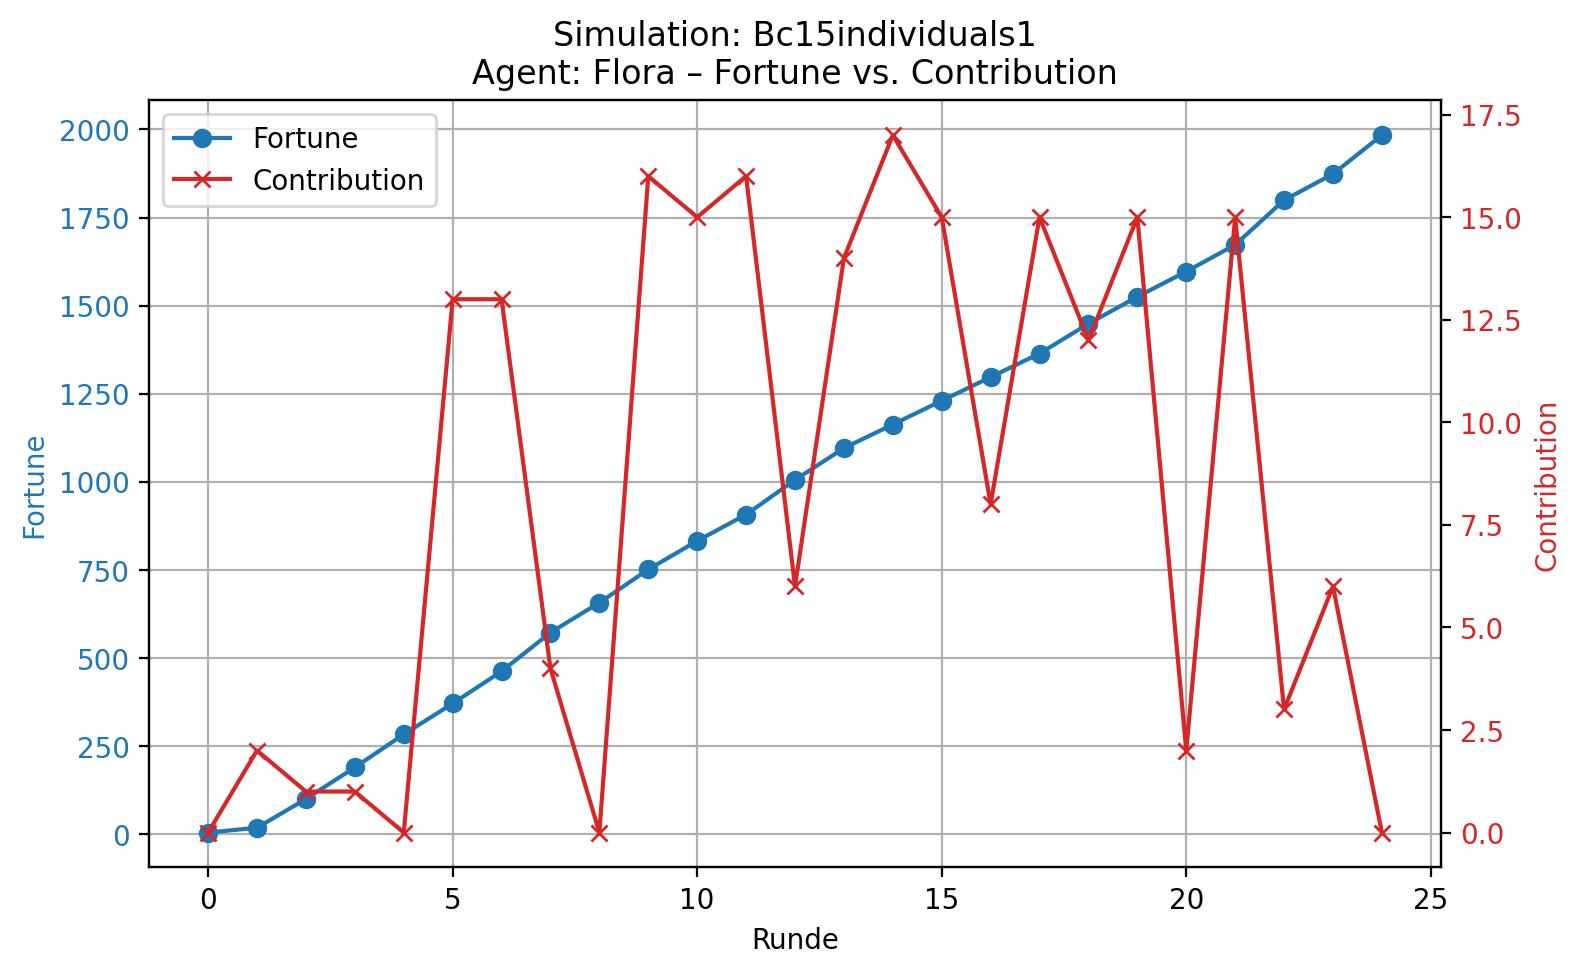 Simulation: Bc15individuals1
Agent: Flora – Fortune vs. Contribution
Fortune
Contribution
2000
1750
1500
1250
1000
750
500
250
0
Fortune
17.5
15.0
12.5
10.0
7.5
5.0
2.5
0.0
Contribution
0 5 10 15 20 25
Runde